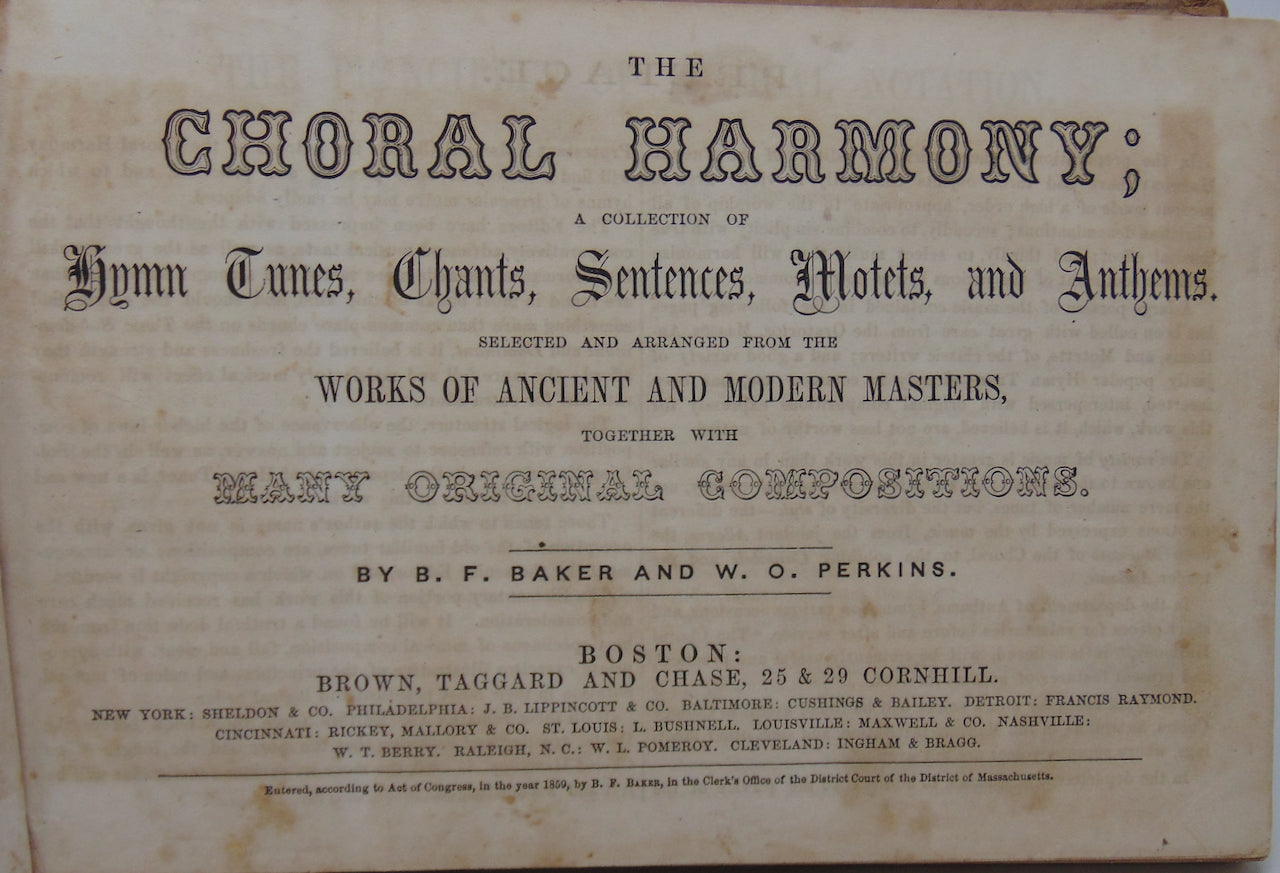 THE
CHORAL HARMONY;
A COLLECTION OF
Hymn Tunes, Chants, Sentences, Motets, and Anthems.
SELECTED AND ARRANGED FROM THE
WORKS OF ANCIENT AND MODERN MASTERS,
TOGETHER WITH
MANY ORIGINAL COMPOSITIONS.
BY B. F. BAKER AND W. O. PERKINS.
BOSTON:
BROWN, TAGGARD AND CHASE, 25 & 29 CORNHILL.
NEW YORK: SHELDON & CO. PHILADELPHIA: J. B. LIPPINCOTT & CO. BALTIMORE: CUSHINGS & BAILEY. DETROIT: FRANCIS RAYMOND.
CINCINNATI: RICKEY, MALLORY & CO. ST. LOUIS: L. BUSHNELL. LOUISVILLE: MAXWELL & CO. NASHVILLE:
W. T. BERRY. RALEIGH, N. C.: W. L. POMEROY. CLEVELAND: INGHAM & BRAGG.
Entered, according to Act of Congress, in the year 1859, by B. F. BAKER, in the Clerk's Office of the District Court of the District of Massachusetts.